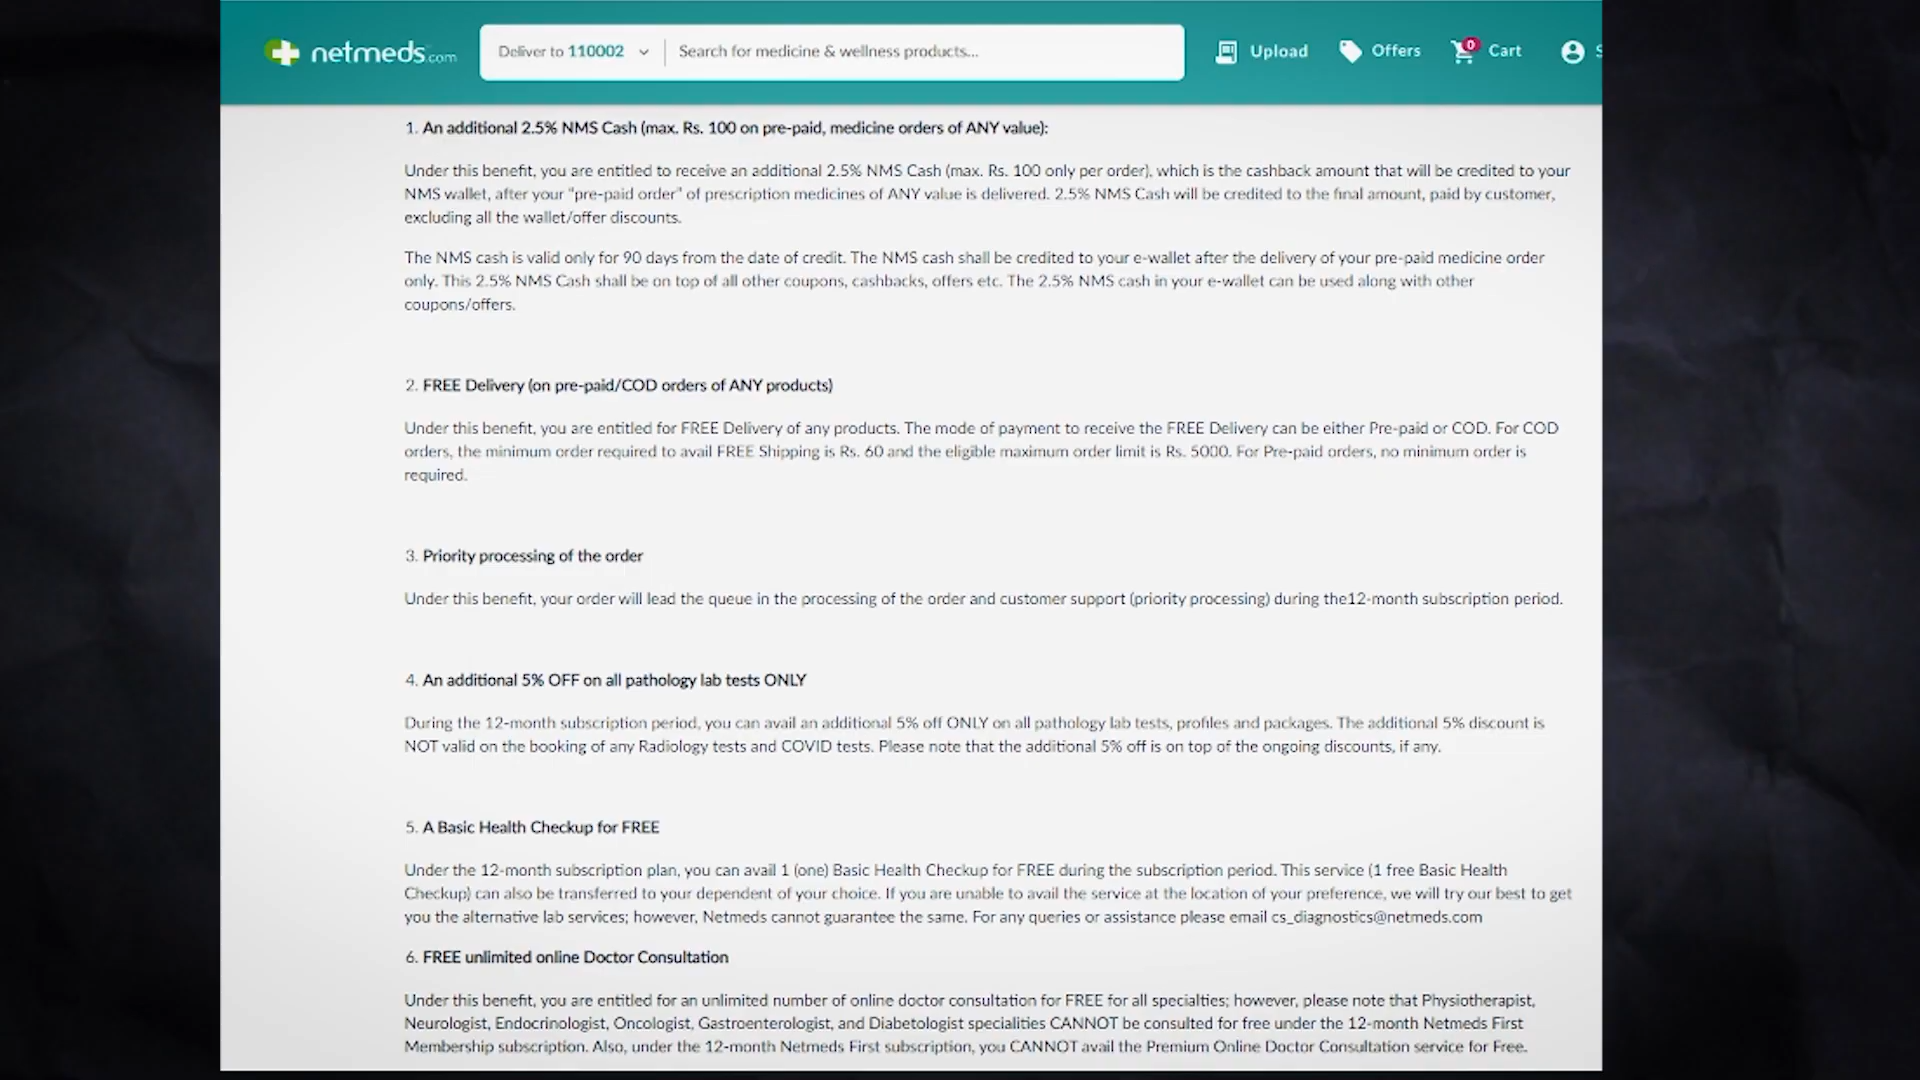 netmeds.com
Deliver to 110002
Search for medicine & wellness products...
Upload
Offers
0
Cart
S
1. An additional 2.5% NMS Cash (max. Rs. 100 on pre-paid, medicine orders of ANY value):
Under this benefit, you are entitled to receive an additional 2.5% NMS Cash (max. Rs. 100 only per order), which is the cashback amount that will be credited to your
NMS wallet, after your "pre-paid order" of prescription medicines of ANY value is delivered. 2.5% NMS Cash will be credited to the final amount, paid by customer,
excluding all the wallet/offer discounts.
The NMS cash is valid only for 90 days from the date of credit. The NMS cash shall be credited to your e-wallet after the delivery of your pre-paid medicine order
only. This 2.5% NMS Cash shall be on top of all other coupons, cashbacks, offers etc. The 2.5% NMS cash in your e-wallet can be used along with other
coupons/offers.
2. FREE Delivery (on pre-paid/COD orders of ANY products)
Under this benefit, you are entitled for FREE Delivery of any products. The mode of payment to receive the FREE Delivery can be either Pre-paid or COD. For COD
orders, the minimum order required to avail FREE Shipping is Rs. 60 and the eligible maximum order limit is Rs. 5000. For Pre-paid orders, no minimum order is
required.
3. Priority processing of the order
Under this benefit, your order will lead the queue in the processing of the order and customer support (priority processing) during the12-month subscription period.
4. An additional 5% OFF on all pathology lab tests ONLY
During the 12-month subscription period, you can avail an additional 5% off ONLY on all pathology lab tests, profiles and packages. The additional 5% discount is
NOT valid on the booking of any Radiology tests and COVID tests. Please note that the additional 5% off is on top of the ongoing discounts, if any.
5. A Basic Health Checkup for FREE
Under the 12-month subscription plan, you can avail 1 (one) Basic Health Checkup for FREE during the subscription period. This service (1 free Basic Health
Checkup) can also be transferred to your dependent of your choice. If you are unable to avail the service at the location of your preference, we will try our best to get
you the alternative lab services; however, Netmeds cannot guarantee the same. For any queries or assistance please email cs_diagnostics@netmeds.com
6. FREE unlimited online Doctor Consultation
Under this benefit, you are entitled for an unlimited number of online doctor consultation for FREE for all specialties; however, please note that Physiotherapist,
Neurologist, Endocrinologist, Oncologist, Gastroenterologist, and Diabetologist specialities CANNOT be consulted for free under the 12-month Netmeds First
Membership subscription. Also, under the 12-month Netmeds First subscription, you CANNOT avail the Premium Online Doctor Consultation service for Free.